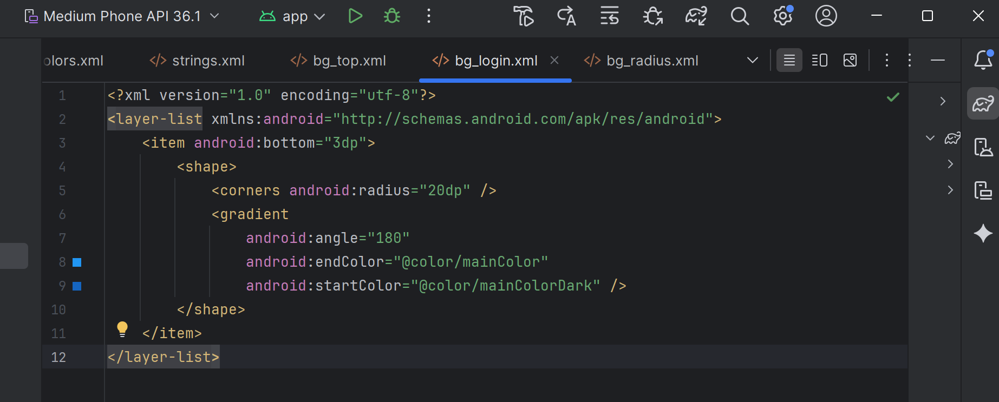 Medium Phone API 36.1 app
olors.xml strings.xml bg_top.xml bg_login.xml bg_radius.xml
1 <?xml version="1.0" encoding="utf-8"?>
2 <layer-list xmlns:android="http://schemas.android.com/apk/res/android">
3 <item android:bottom="3dp">
4 <shape>
5 <corners android:radius="20dp" />
6 <gradient
7 android:angle="180"
8 android:endColor="@color/mainColor"
9 android:startColor="@color/mainColorDark" />
10 </shape>
11 </item>
12 </layer-list>